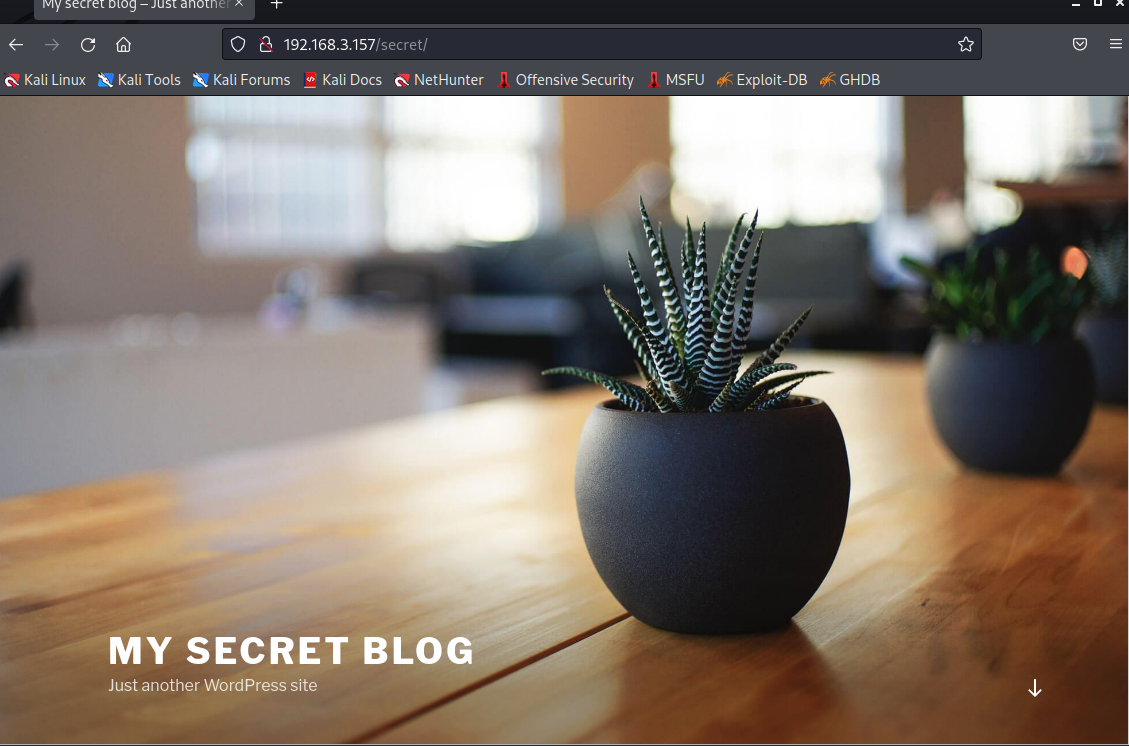 My secret blog – Just another
192.168.3.157/secret/
Kali Linux Kali Tools Kali Forums Kali Docs NetHunter Offensive Security MSFU Exploit-DB GHDB
MY SECRET BLOG
Just another WordPress site